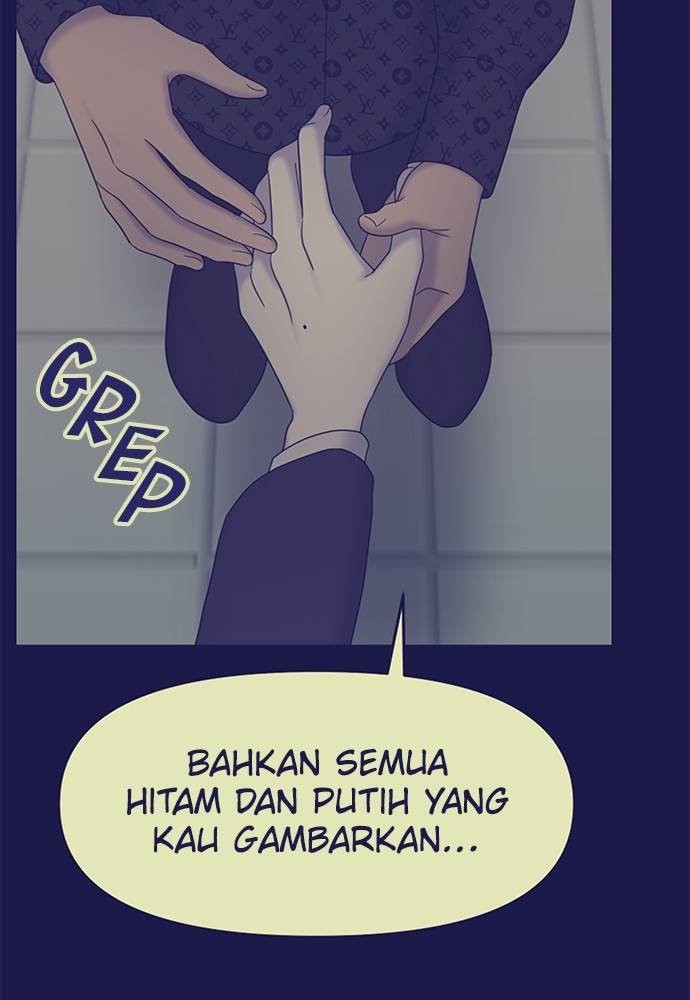 GREP
BAHKAN SEMUA
HITAM DAN PUTIH YANG
KAU GAMBARKAN...